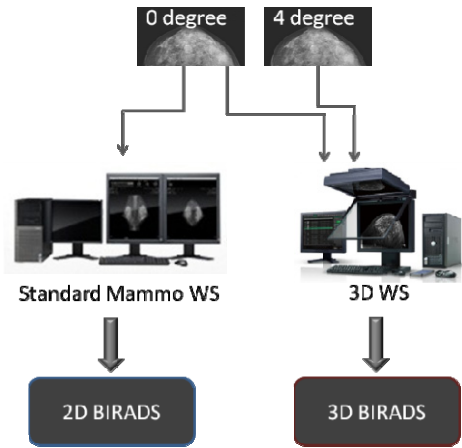 0 degree
4 degree
Standard Mammo WS
3D WS
2D BIRADS
3D BIRADS